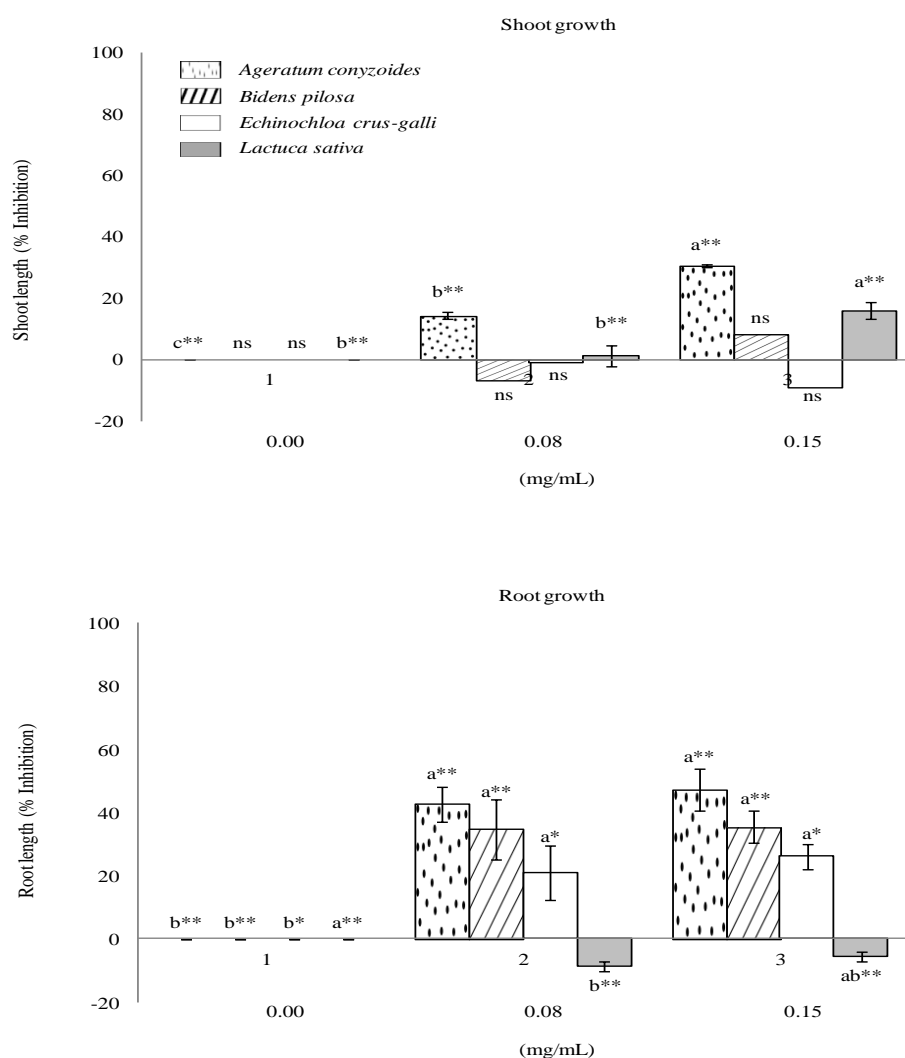 Shoot growth
100
80
60
40
20
0
-20
Shoot length (% Inhibition)
Ageratum conyzoides
Bidens pilosa
Echinochloa crus-galli
Lactuca sativa
c** ns ns b**
b** ns ns b**
a** ns ns a**
1 2 3
0.00 0.08 0.15
(mg/mL)
Root growth
100
80
60
40
20
0
-20
Root length (% Inhibition)
b** b** b* a**
a** a** a* b**
a** a** a* ab**
1 2 3
0.00 0.08 0.15
(mg/mL)